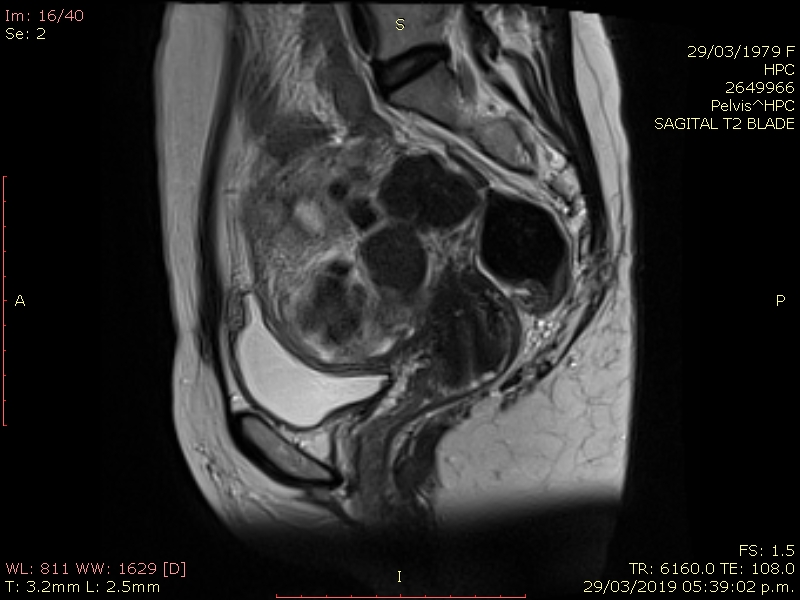 Im: 16/40
Se: 2
S
29/03/1979 F
HPC
2649966
Pelvis^HPC
SAGITAL T2 BLADE
A
P
I
WL: 811 WW: 1629 [D]
T: 3.2mm L: 2.5mm
FS: 1.5
TR: 6160.0 TE: 108.0
29/03/2019 05:39:02 p.m.